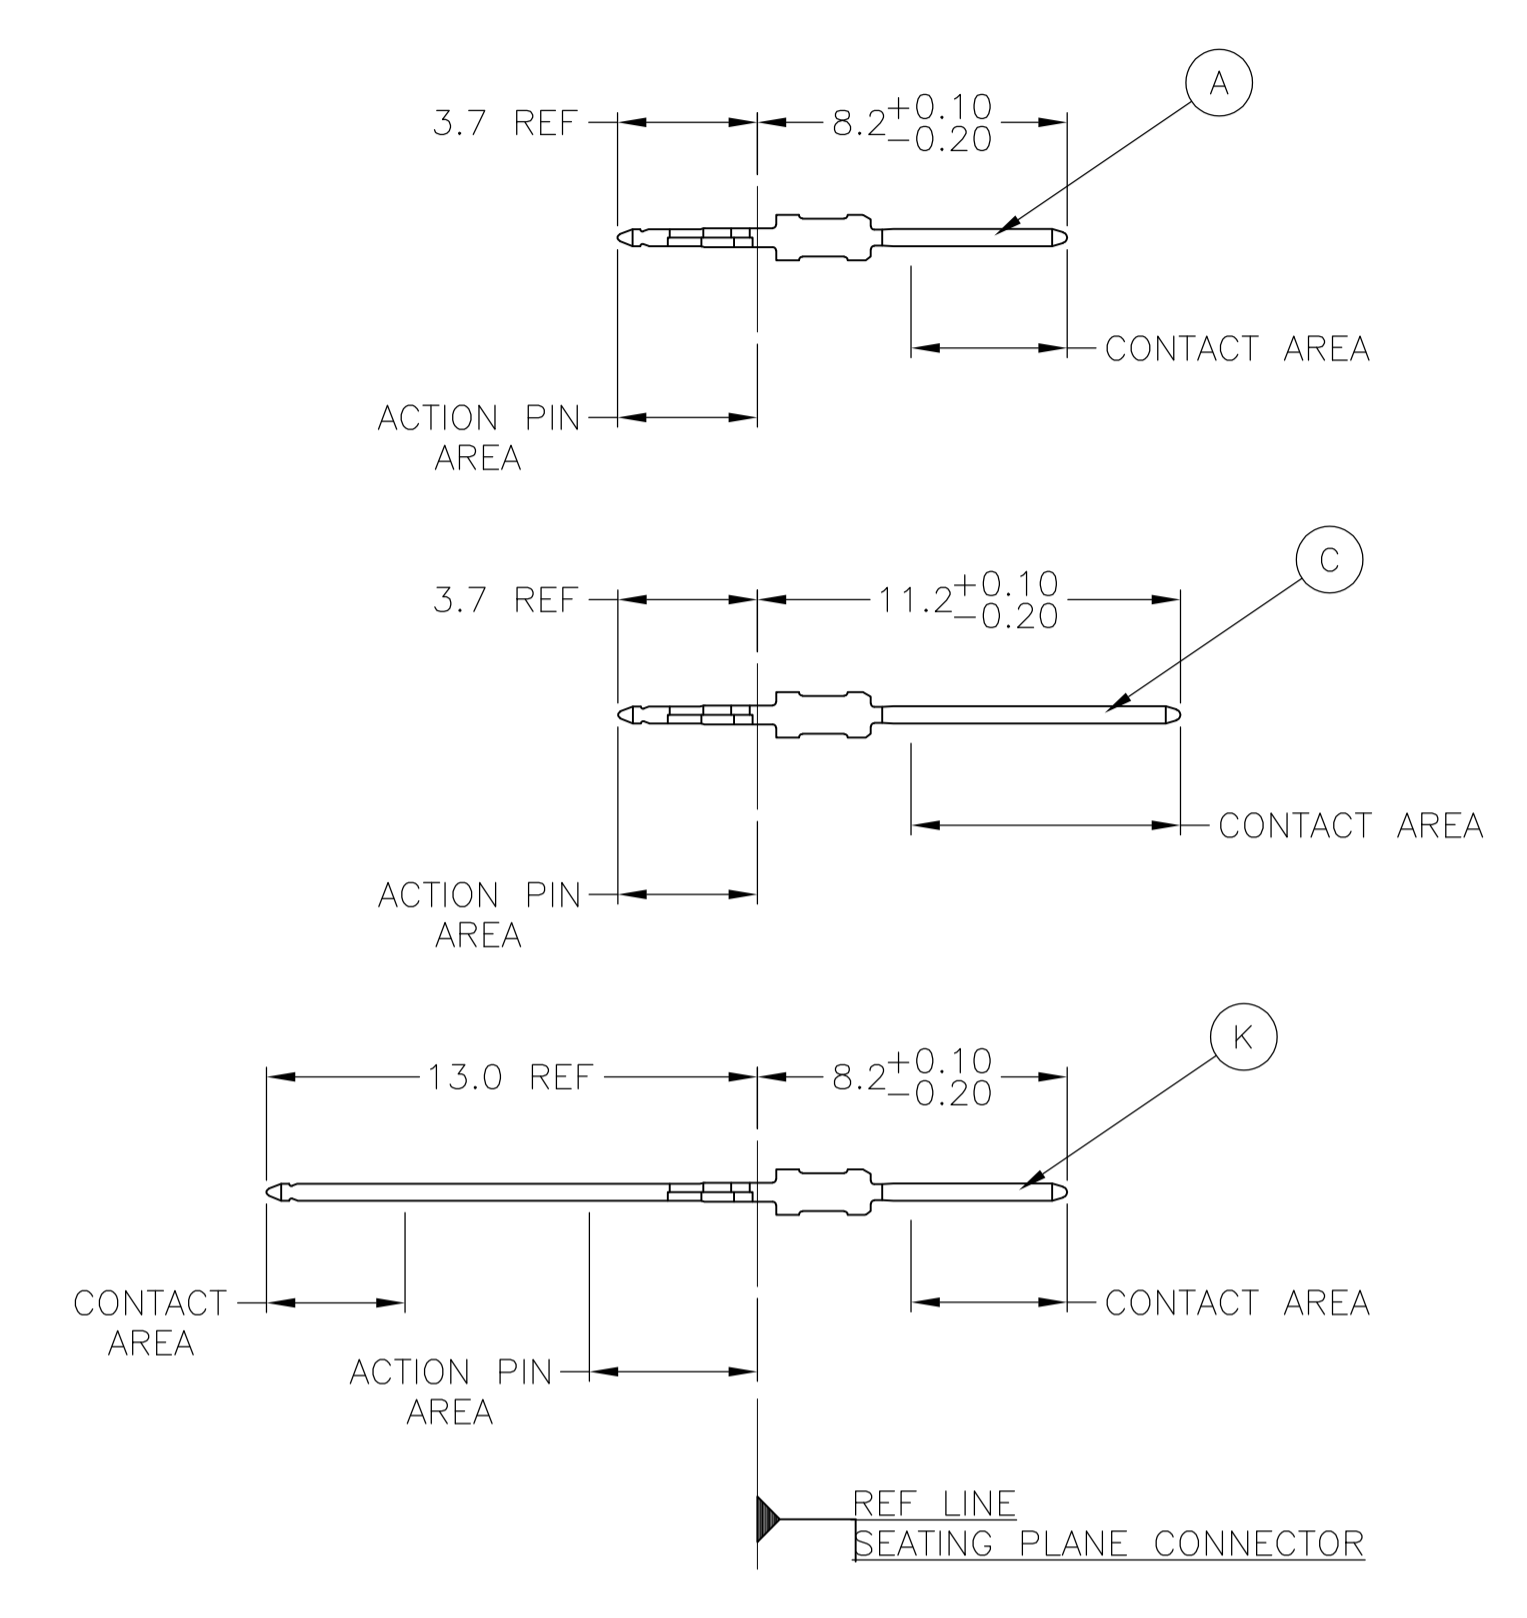 A
3.7 REF
8.2 +0.10 −0.20
CONTACT AREA
ACTION PIN
AREA
C
3.7 REF
11.2 +0.10 −0.20
CONTACT AREA
ACTION PIN
AREA
K
13.0 REF
8.2 +0.10 −0.20
CONTACT
AREA
CONTACT AREA
ACTION PIN
AREA
REF LINE
SEATING PLANE CONNECTOR